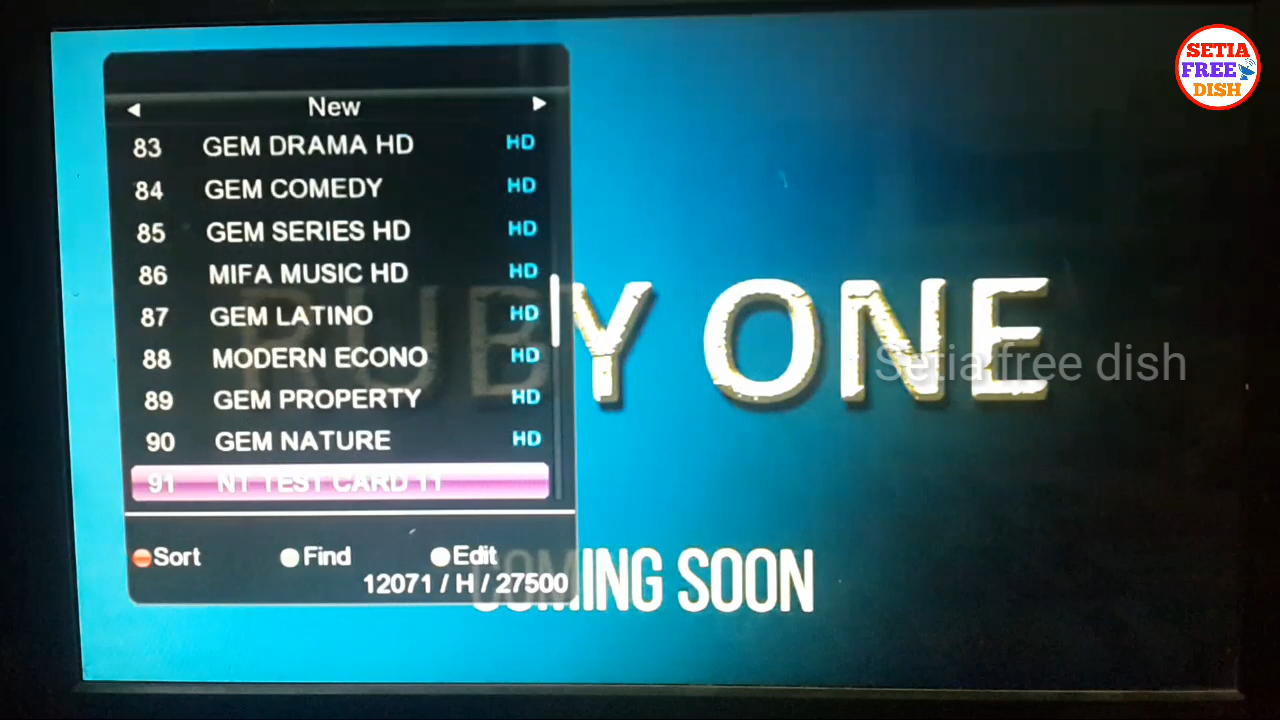 SETIA
FREE
DISH
New
83 GEM DRAMA HD HD
84 GEM COMEDY HD
85 GEM SERIES HD HD
86 MIFA MUSIC HD HD
87 GEM LATINO HD
88 MODERN ECONO HD
89 GEM PROPERTY HD
90 GEM NATURE HD
91 NT TEST CARD 11
Sort Find Edit
12071 / H / 27500
RUBY ONE
Setia free dish
COMING SOON